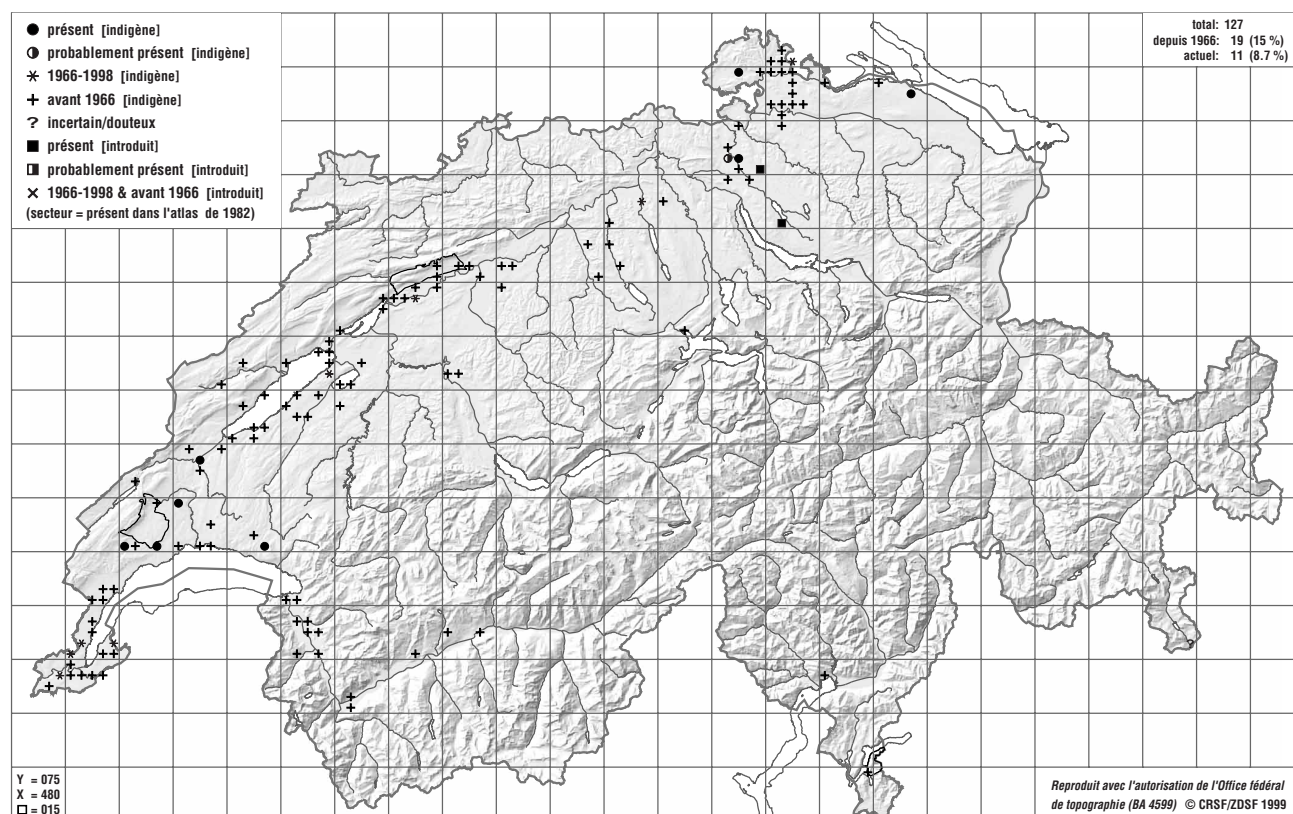 présent [indigène]
probablement présent [indigène]
1966-1998 [indigène]
avant 1966 [indigène]
? incertain/douteux
présent [introduit]
probablement présent [introduit]
1966-1998 & avant 1966 [introduit]
(secteur = présent dans l'atlas de 1982)
total: 127
depuis 1966: 19 (15 %)
actuel: 11 (8.7 %)
?
Y = 075
X = 480
= 015
Reproduit avec l'autorisation de l'Office fédéral
de topographie (BA 4599) © CRSF/ZDSF 1999